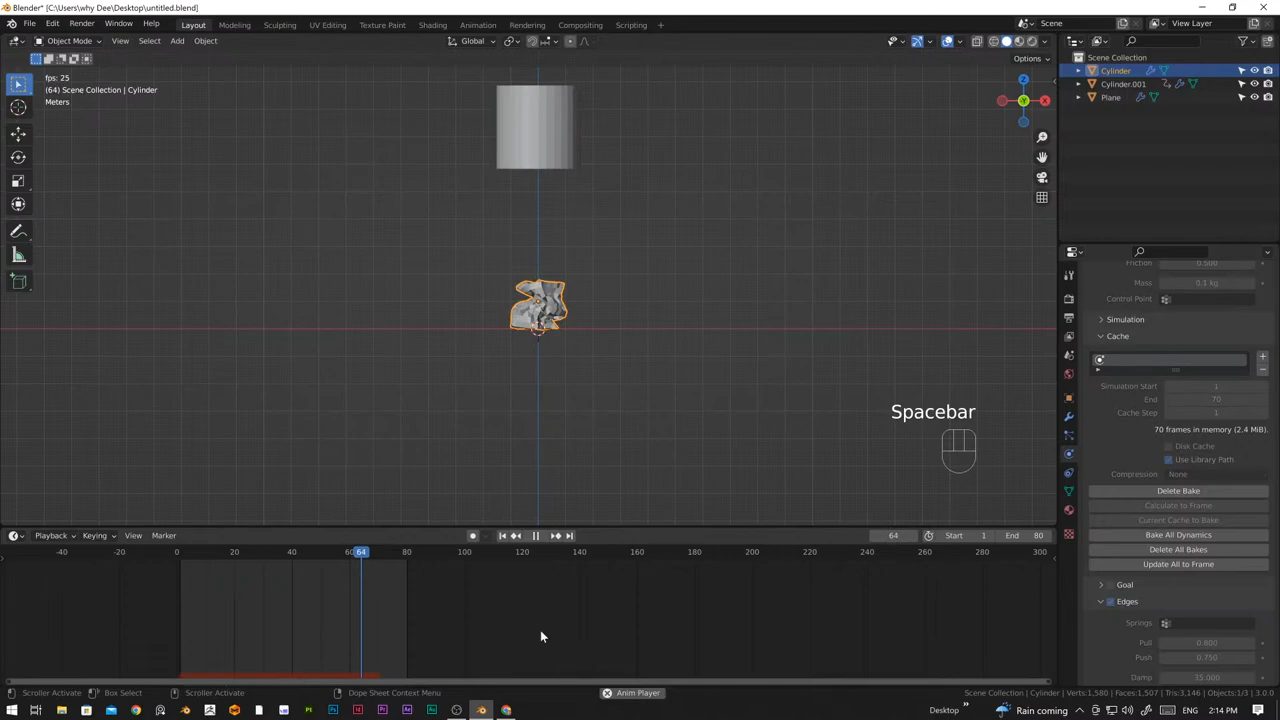 Blender* [C:\Users\why Doe\Desktop\untitled.blend]
File Edit Render Window Help Layout Modeling Sculpting UV Editing Texture Paint Shading Animation Rendering Compositing Scripting Scene View Layer
Object Mode View Select Add Object Global
Options
fps: 25
(64) Scene Collection | Cylinder
Meters
Z
X
Y
Scene Collection
Cylinder
Cylinder.001
Plane
Friction 0.500
Mass 0.1 kg
Control Point
Simulation
Cache
Simulation Start 1
End 70
Cache Step 1
70 frames in memory (2.4 MiB).
Disk Cache
Use Library Path
Compression None
Delete Bake
Calculate to Frame
Current Cache to Bake
Bake All Dynamics
Delete All Bakes
Update All to Frame
Goal
Edges
Springs
Pull 0.800
Push 0.750
Damp 35.000
Spacebar
Playback Keying View Marker 64 Start 1 End 80
-40 -20 0 20 40 60 64 80 100 120 140 160 180 200 220 240 260 280 300
Scroller Activate Box Select Scroller Activate Dope Sheet Context Menu Anim Player Scene Collection | Cylinder | Verts:1,580 | Faces:1,507 | Tris:3,146 | Objects:1/3 | 3.0.0
Desktop Rain coming 2:14 PM